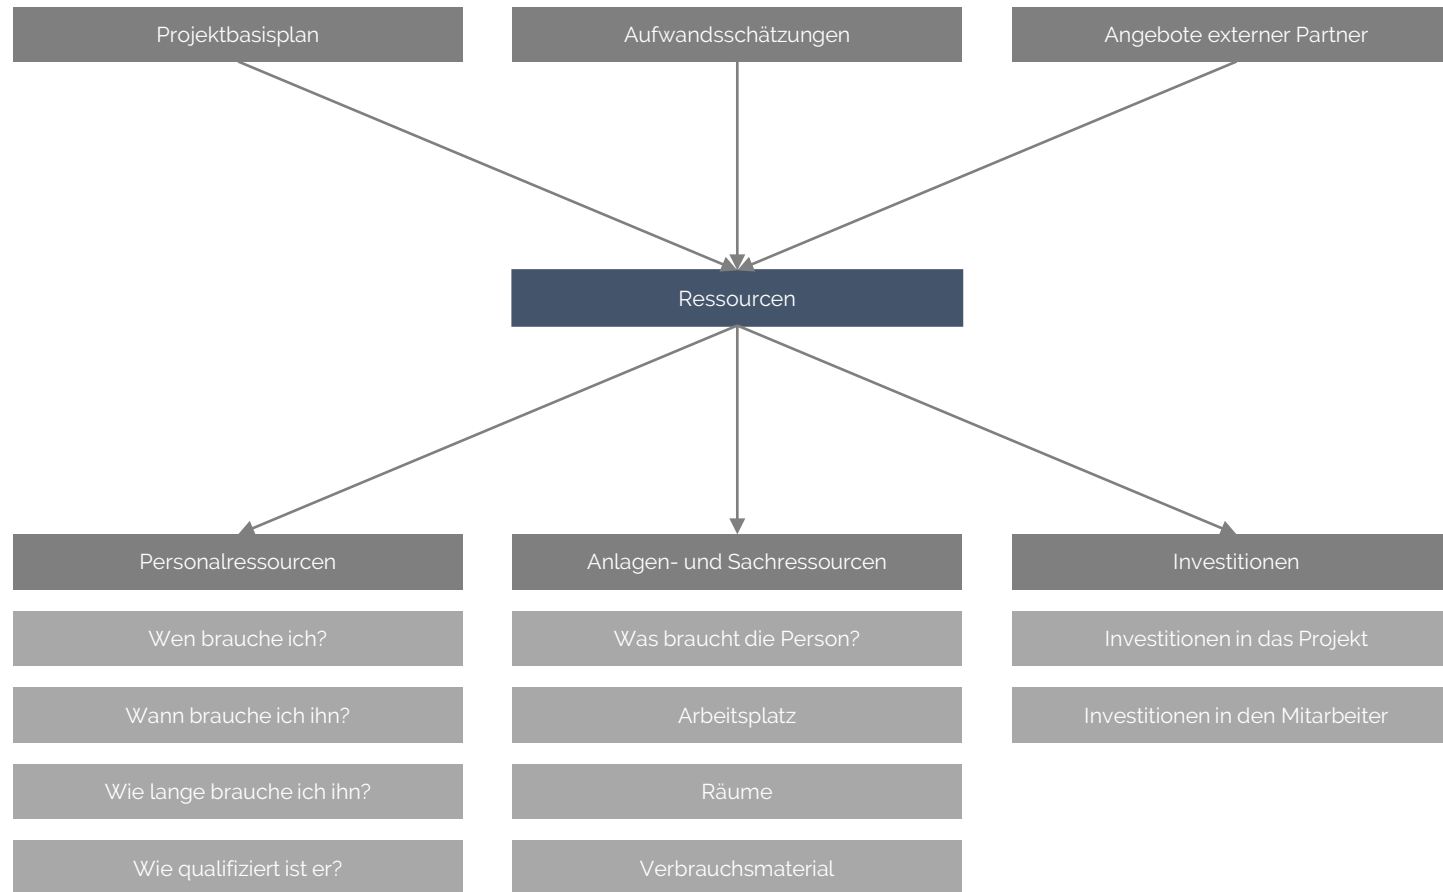 Projektbasisplan
Aufwandsschätzungen
Angebote externer Partner
Ressourcen
Personalressourcen
Anlagen- und Sachressourcen
Investitionen
Wen brauche ich?
Was braucht die Person?
Investitionen in das Projekt
Wann brauche ich ihn?
Arbeitsplatz
Investitionen in den Mitarbeiter
Wie lange brauche ich ihn?
Räume
Wie qualifiziert ist er?
Verbrauchsmaterial